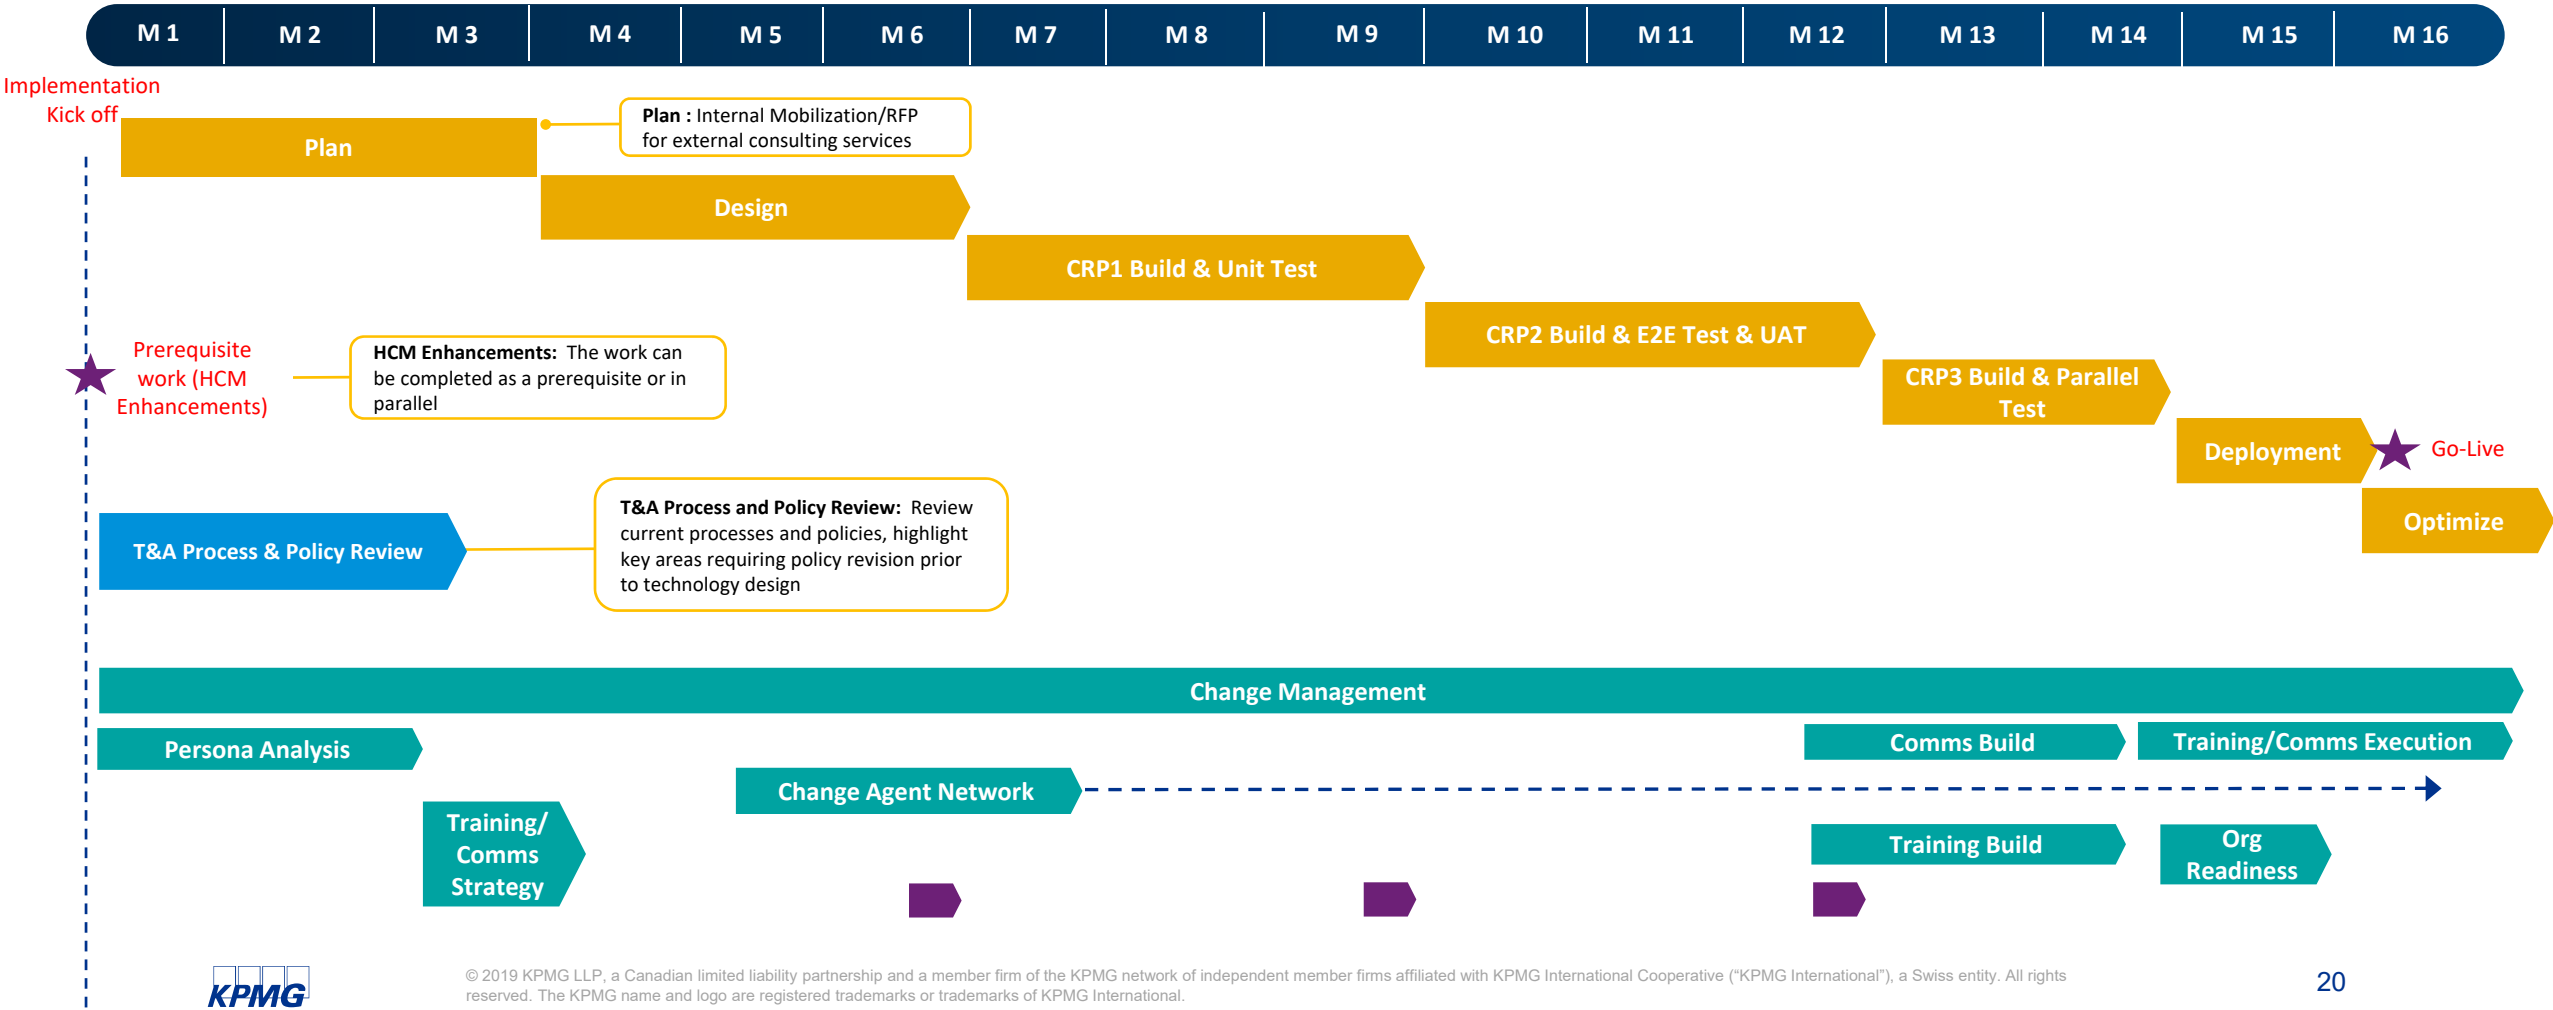 M 1 M 2 M 3 M 4 M 5 M 6 M 7 M 8 M 9 M 10 M 11 M 12 M 13 M 14 M 15 M 16
Implementation
Kick off
Plan
Plan : Internal Mobilization/RFP
for external consulting services
Design
CRP1 Build & Unit Test
CRP2 Build & E2E Test & UAT
Prerequisite
work (HCM
Enhancements)
HCM Enhancements: The work can
be completed as a prerequisite or in
parallel
CRP3 Build & Parallel
Test
Deployment
Go-Live
Optimize
T&A Process & Policy Review
T&A Process and Policy Review: Review
current processes and policies, highlight
key areas requiring policy revision prior
to technology design
Change Management
Persona Analysis
Comms Build
Training/Comms Execution
Change Agent Network
Training/
Comms
Strategy
Training Build
Org
Readiness
KPMG
© 2019 KPMG LLP, a Canadian limited liability partnership and a member firm of the KPMG network of independent member firms affiliated with KPMG International Cooperative (“KPMG International”), a Swiss entity. All rights
reserved. The KPMG name and logo are registered trademarks or trademarks of KPMG International.
20